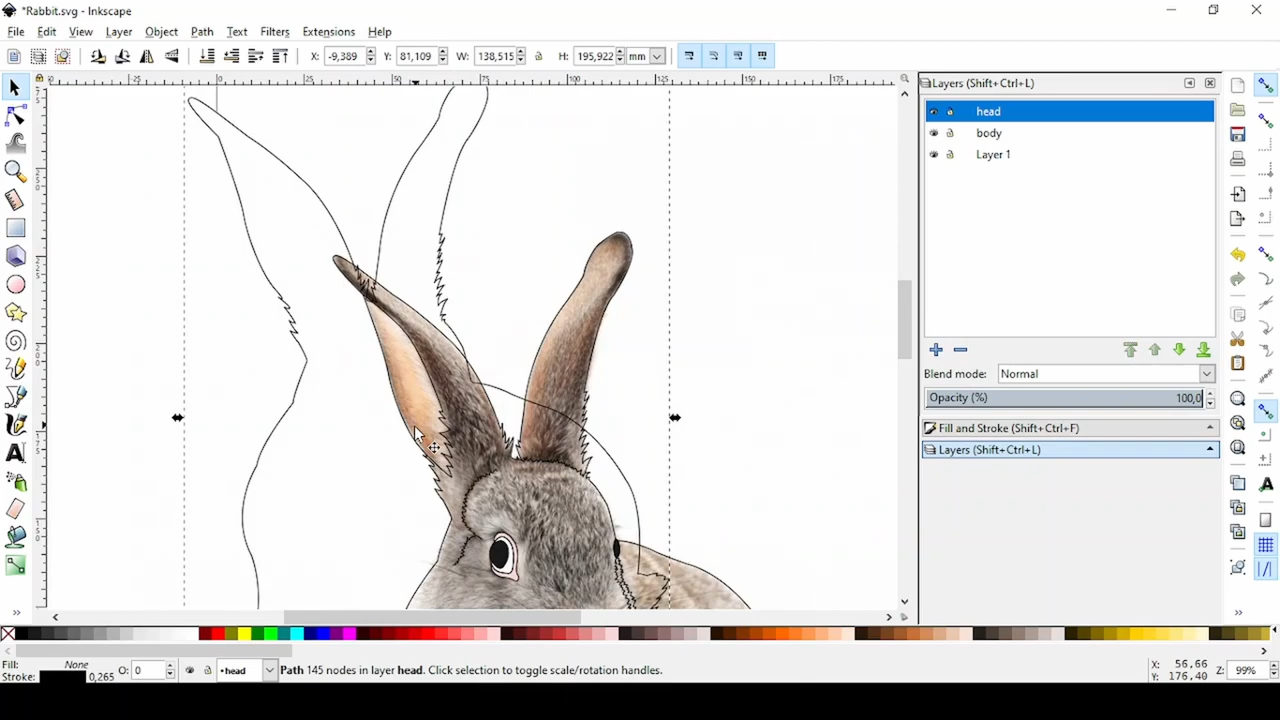 *Rabbit.svg - Inkscape
File Edit View Layer Object Path Text Filters Extensions Help
X: -9,389 Y: 81,109 W: 138,515 H: 195,922 mm
Layers (Shift+Ctrl+L)
head
body
Layer 1
Blend mode: Normal
Opacity (%) 100,0
Fill and Stroke (Shift+Ctrl+F)
Layers (Shift+Ctrl+L)
Fill: None O: 0 •head Path 145 nodes in layer head. Click selection to toggle scale/rotation handles. X: 56,66 Z: 99%
Stroke: 0,265 Y: 176,40